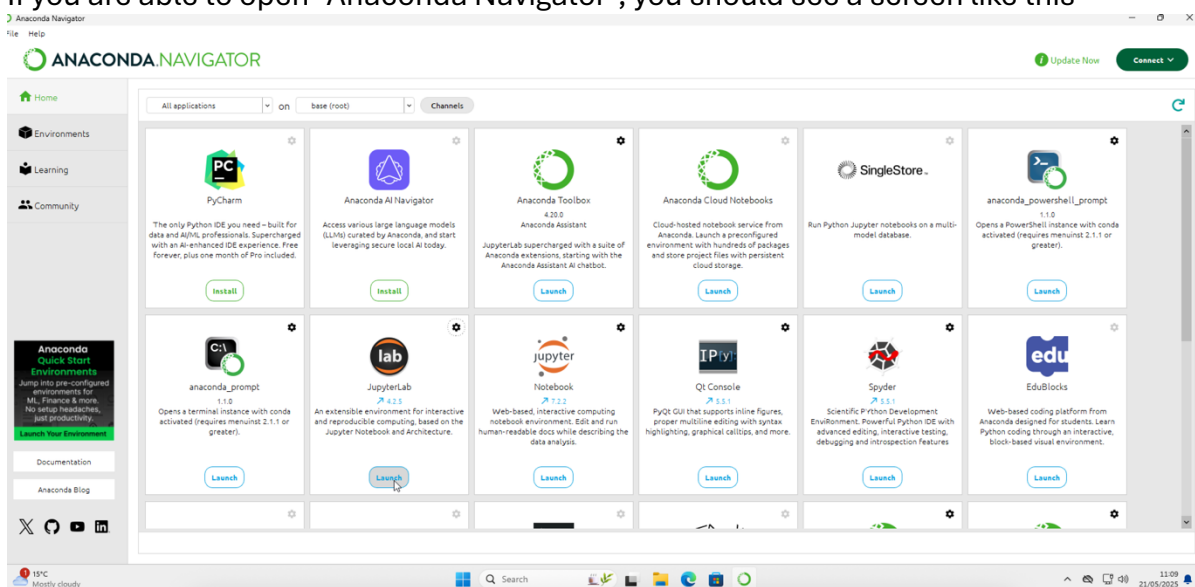 If you are able to open "Anaconda Navigator", you should see a screen like this
Anaconda Navigator
File Help
ANACONDA.NAVIGATOR
Update Now
Connect
Home
All applications
on
base (root)
Channels
Environments
Learning
Community
PC
PyCharm
The only Python IDE you need – built for
data and AI/ML professionals. Supercharged
with an AI-enhanced IDE experience. Free
forever, plus one month of Pro included.
Install
Anaconda AI Navigator
Access various large language models
(LLMs) curated by Anaconda, and start
leveraging secure local AI today.
Install
Anaconda Toolbox
4.20.0
Anaconda Assistant
JupyterLab supercharged with a suite of
Anaconda extensions, starting with the
Anaconda Assistant AI chatbot.
Launch
Anaconda Cloud Notebooks
Cloud-hosted notebook service from
Anaconda. Launch a preconfigured
environment with hundreds of packages
and store project files with persistent
cloud storage.
Launch
SingleStore
Run Python Jupyter notebooks on a multi-
model database.
Launch
anaconda_powershell_prompt
1.1.0
Opens a PowerShell instance with conda
activated (requires menuinst 2.1.1 or
greater).
Launch
C:\
anaconda_prompt
1.1.0
Opens a terminal instance with conda
activated (requires menuinst 2.1.1 or
greater).
Launch
lab
JupyterLab
4.2.5
An extensible environment for interactive
and reproducible computing, based on the
Jupyter Notebook and Architecture.
Launch
jupyter
Notebook
7.2.2
Web-based, interactive computing
notebook environment. Edit and run
human-readable docs while describing the
data analysis.
Launch
IP[y]:
Qt Console
5.5.1
PyQt GUI that supports inline figures,
proper multiline editing with syntax
highlighting, graphical calltips, and more.
Launch
Spyder
5.5.1
Scientific PYthon Development
EnviRonment. Powerful Python IDE with
advanced editing, interactive testing,
debugging and introspection features
Launch
edu
EduBlocks
Web-based coding platform from
Anaconda designed for students. Learn
Python coding through an interactive,
block-based visual environment.
Launch
Anaconda
Quick Start
Environments
Jump into pre-configured
environments for
ML, Finance & more.
No setup headaches,
just productivity.
Launch Your Environment
Documentation
Anaconda Blog
1
15°C
Mostly cloudy
Search
11:09
21/05/2025